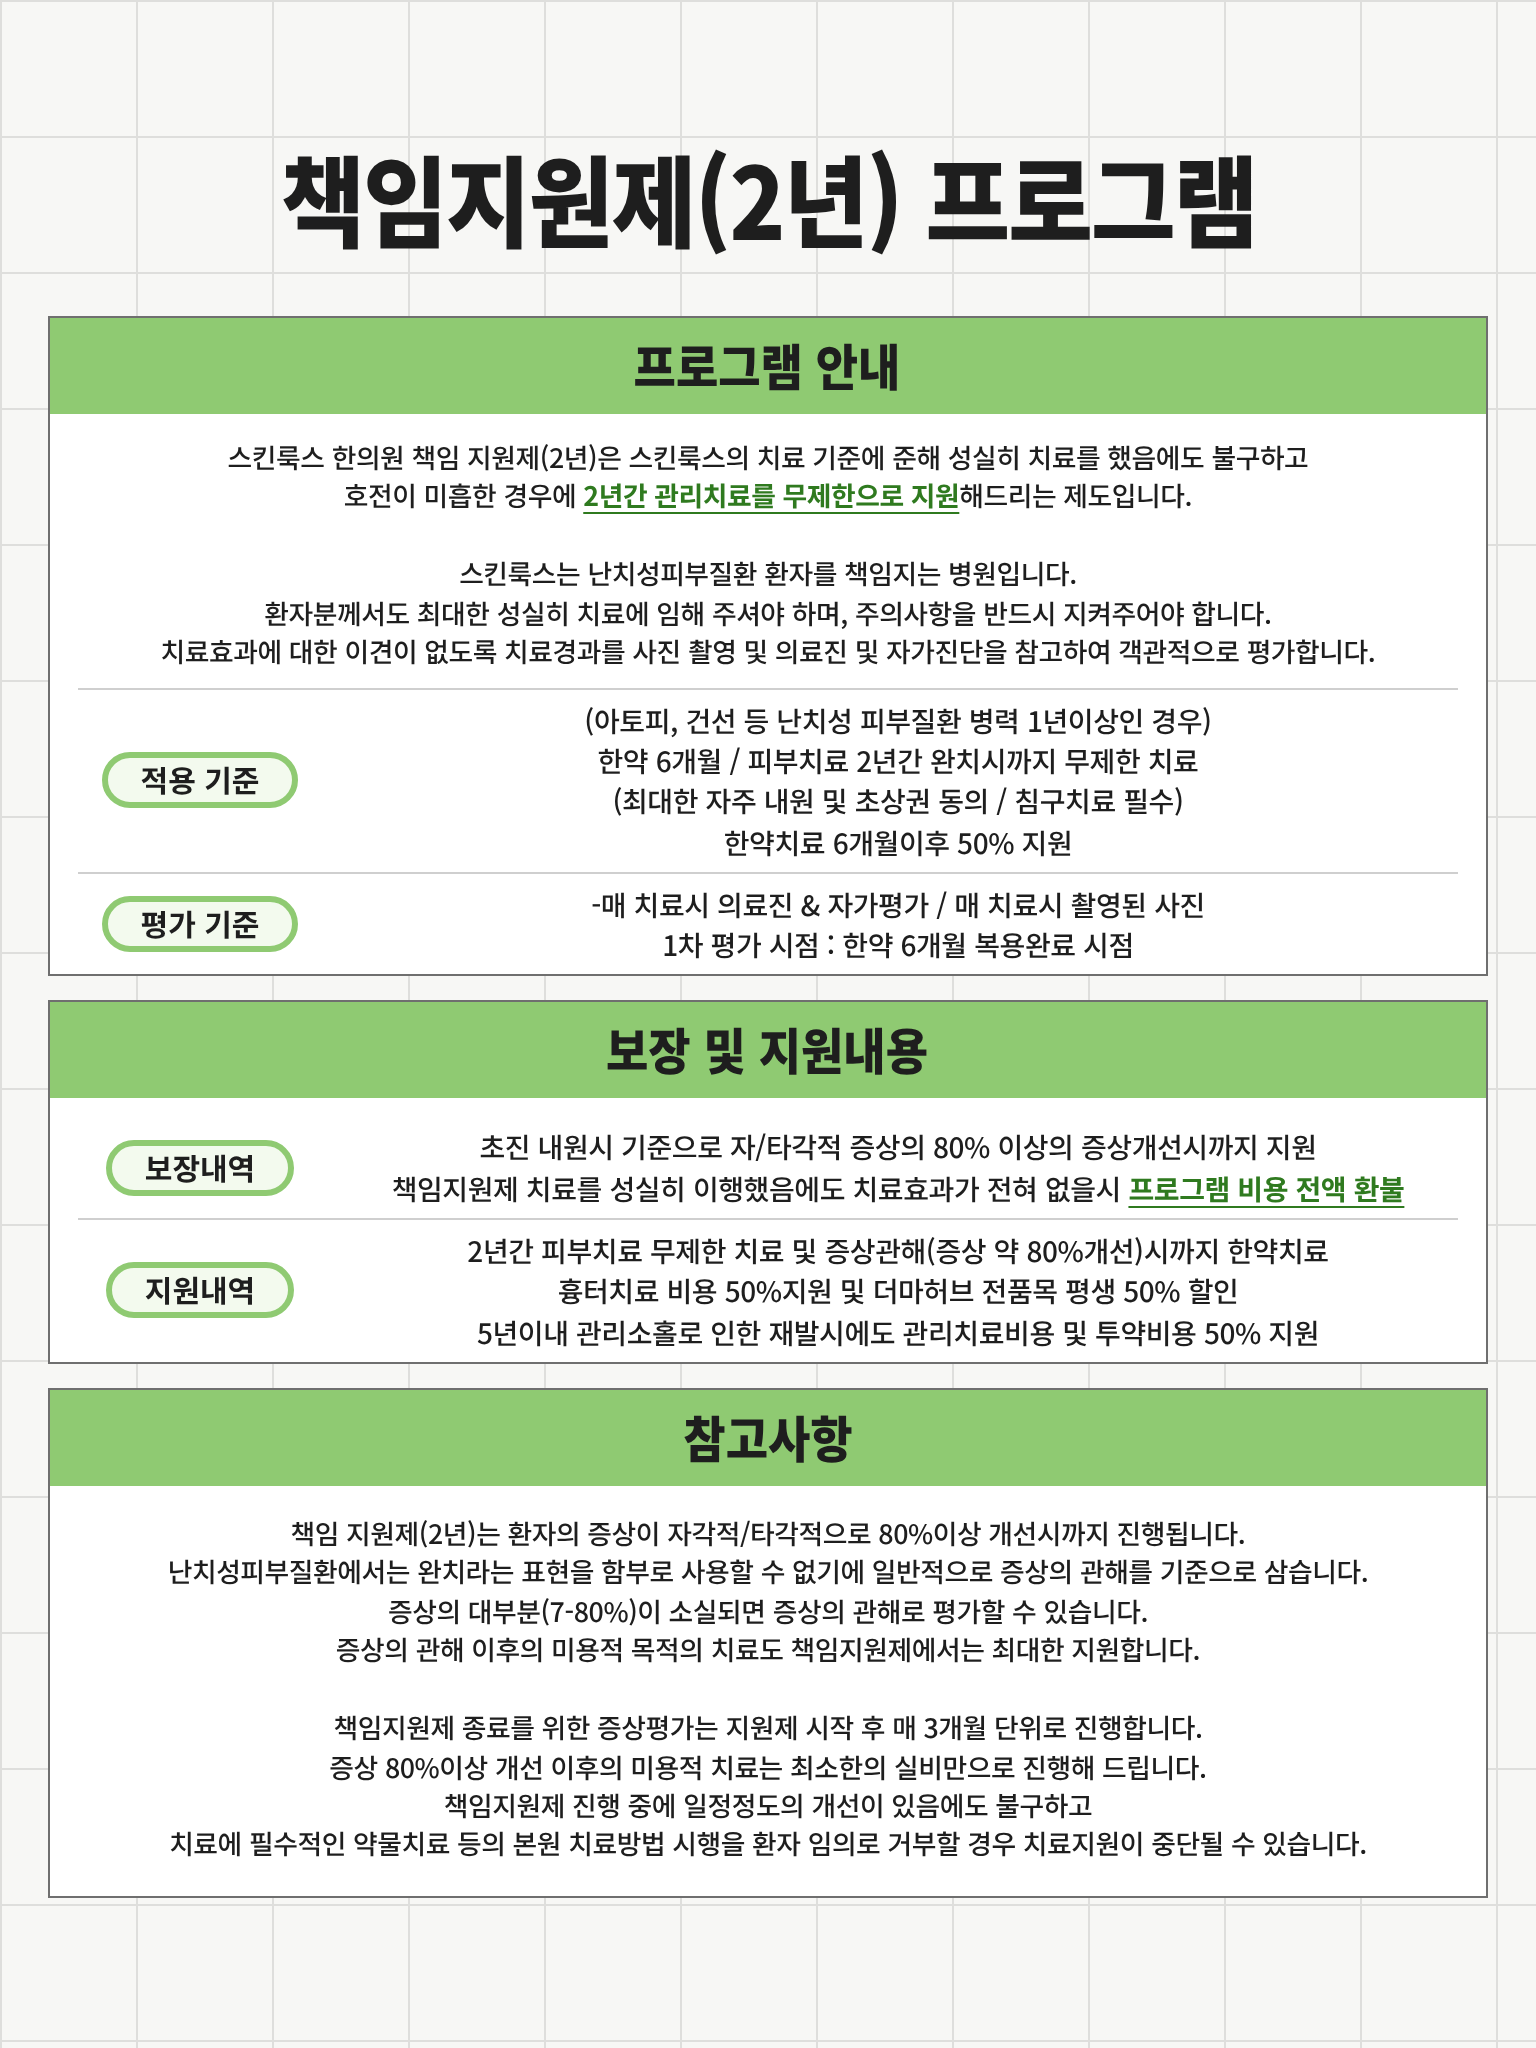 책임지원제(2년) 프로그램
프로그램 안내
스킨룩스 한의원 책임 지원제(2년)은 스킨룩스의 치료 기준에 준해 성실히 치료를 했음에도 불구하고
호전이 미흡한 경우에 2년간 관리치료를 무제한으로 지원해드리는 제도입니다.
스킨룩스는 난치성피부질환 환자를 책임지는 병원입니다.
환자분께서도 최대한 성실히 치료에 임해 주셔야 하며, 주의사항을 반드시 지켜주어야 합니다.
치료효과에 대한 이견이 없도록 치료경과를 사진 촬영 및 의료진 및 자가진단을 참고하여 객관적으로 평가합니다.
적용 기준
(아토피, 건선 등 난치성 피부질환 병력 1년이상인 경우)
한약 6개월 / 피부치료 2년간 완치시까지 무제한 치료
(최대한 자주 내원 및 초상권 동의 / 침구치료 필수)
한약치료 6개월이후 50% 지원
평가 기준
-매 치료시 의료진 & 자가평가 / 매 치료시 촬영된 사진
1차 평가 시점 : 한약 6개월 복용완료 시점
보장 및 지원내용
보장내역
초진 내원시 기준으로 자/타각적 증상의 80% 이상의 증상개선시까지 지원
책임지원제 치료를 성실히 이행했음에도 치료효과가 전혀 없을시 프로그램 비용 전액 환불
지원내역
2년간 피부치료 무제한 치료 및 증상관해(증상 약 80%개선)시까지 한약치료
흉터치료 비용 50%지원 및 더마허브 전품목 평생 50% 할인
5년이내 관리소홀로 인한 재발시에도 관리치료비용 및 투약비용 50% 지원
참고사항
책임 지원제(2년)는 환자의 증상이 자각적/타각적으로 80%이상 개선시까지 진행됩니다.
난치성피부질환에서는 완치라는 표현을 함부로 사용할 수 없기에 일반적으로 증상의 관해를 기준으로 삼습니다.
증상의 대부분(7-80%)이 소실되면 증상의 관해로 평가할 수 있습니다.
증상의 관해 이후의 미용적 목적의 치료도 책임지원제에서는 최대한 지원합니다.
책임지원제 종료를 위한 증상평가는 지원제 시작 후 매 3개월 단위로 진행합니다.
증상 80%이상 개선 이후의 미용적 치료는 최소한의 실비만으로 진행해 드립니다.
책임지원제 진행 중에 일정정도의 개선이 있음에도 불구하고
치료에 필수적인 약물치료 등의 본원 치료방법 시행을 환자 임의로 거부할 경우 치료지원이 중단될 수 있습니다.